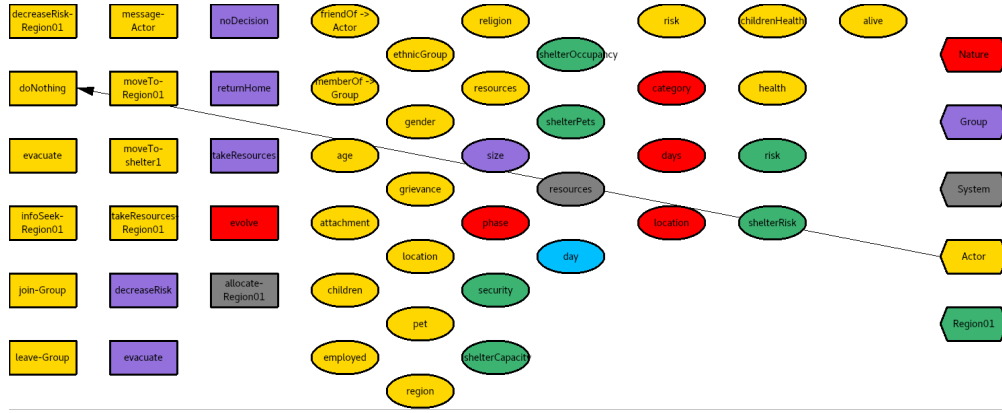 decreaseRisk-
Region01
message-
Actor
noDecision
friendOf ->
Actor
religion
risk
childrenHealth
alive
ethnicGroup
shelterOccupancy
Nature
doNothing
moveTo-
Region01
returnHome
memberOf ->
Group
resources
category
health
gender
shelterPets
Group
evacuate
moveTo-
shelter1
takeResources
age
size
days
risk
grievance
resources
System
infoSeek-
Region01
takeResources-
Region01
evolve
attachment
phase
location
shelterRisk
location
day
Actor
join-Group
decreaseRisk
allocate-
Region01
children
security
pet
Region01
leave-Group
evacuate
employed
shelterCapacity
region